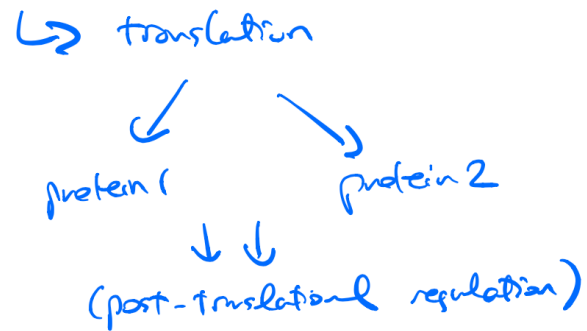 ↳ translation
protein 1 protein 2
(post-translational regulation)